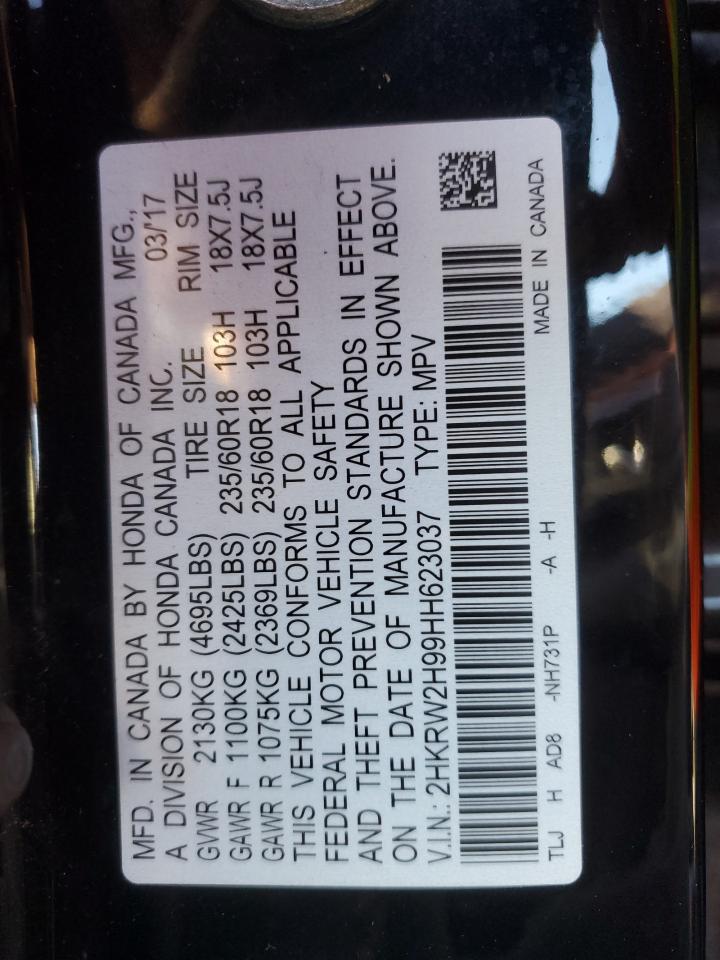 MFD. IN CANADA BY HONDA OF CANADA MFG.,
A DIVISION OF HONDA CANADA INC. 03/'17
GVWR 2130KG (4695LBS) TIRE SIZE RIM SIZE
GAWR F 1100KG (2425LBS) 235/60R18 103H 18X7.5J
GAWR R 1075KG (2369LBS) 235/60R18 103H 18X7.5J
THIS VEHICLE CONFORMS TO ALL APPLICABLE
FEDERAL MOTOR VEHICLE SAFETY
AND THEFT PREVENTION STANDARDS IN EFFECT
ON THE DATE OF MANUFACTURE SHOWN ABOVE.
V.I.N.: 2HKRW2H99HH623037 TYPE: MPV
TLJ H AD8 -NH731P -A -H MADE IN CANADA